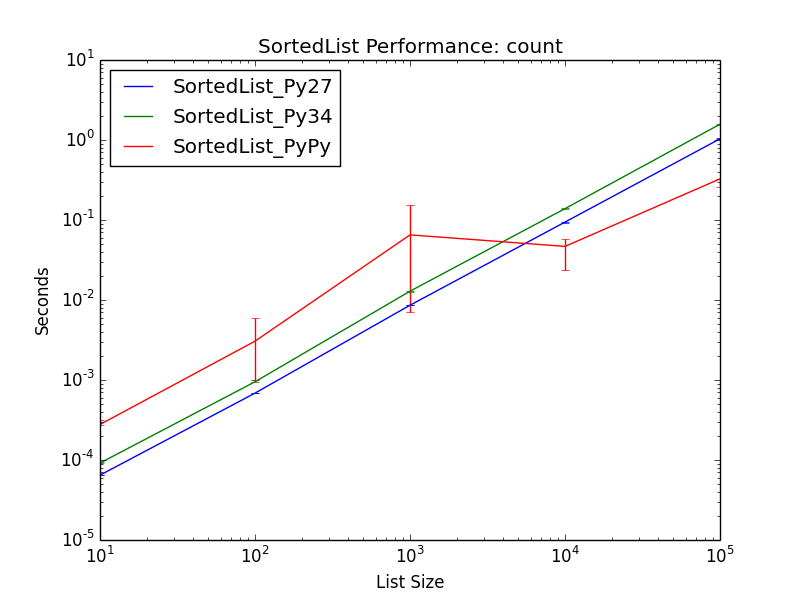 SortedList Performance: count
SortedList_Py27
SortedList_Py34
SortedList_PyPy
10^1
10^0
10^-1
10^-2
10^-3
10^-4
10^-5
Seconds
10^1 10^2 10^3 10^4 10^5
List Size